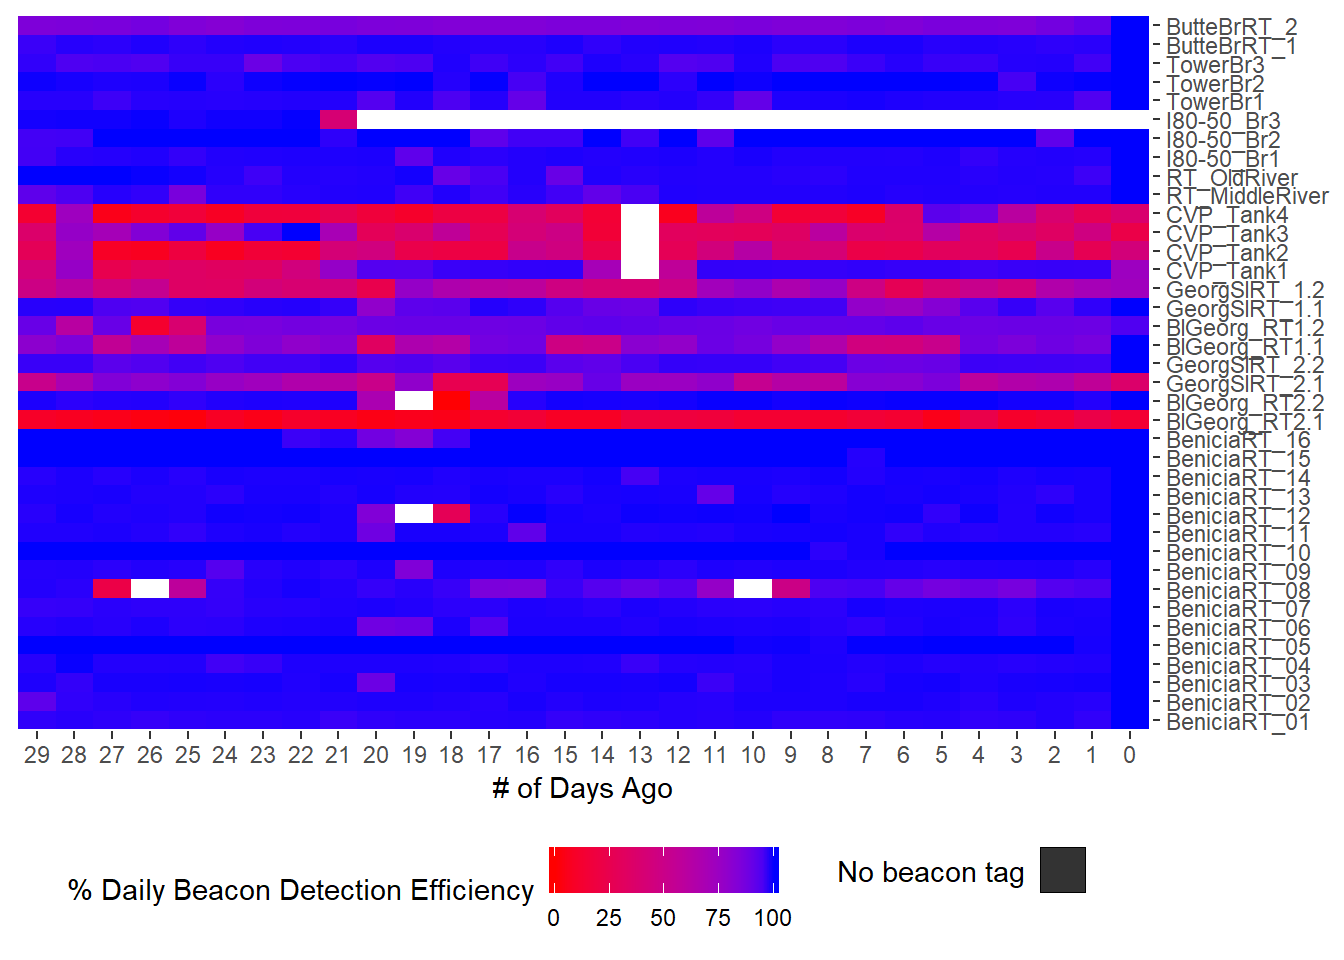 ButteBrRT_2
ButteBrRT_1
TowerBr3
TowerBr2
TowerBr1
I80-50_Br3
I80-50_Br2
I80-50_Br1
RT_OldRiver
RT_MiddleRiver
CVP_Tank4
CVP_Tank3
CVP_Tank2
CVP_Tank1
GeorgSlRT_1.2
GeorgSlRT_1.1
BlGeorg_RT1.2
BlGeorg_RT1.1
GeorgSlRT_2.2
GeorgSlRT_2.1
BlGeorg_RT2.2
BlGeorg_RT2.1
BeniciaRT_16
BeniciaRT_15
BeniciaRT_14
BeniciaRT_13
BeniciaRT_12
BeniciaRT_11
BeniciaRT_10
BeniciaRT_09
BeniciaRT_08
BeniciaRT_07
BeniciaRT_06
BeniciaRT_05
BeniciaRT_04
BeniciaRT_03
BeniciaRT_02
BeniciaRT_01
29 28 27 26 25 24 23 22 21 20 19 18 17 16 15 14 13 12 11 10 9 8 7 6 5 4 3 2 1 0
# of Days Ago
% Daily Beacon Detection Efficiency
0 25 50 75 100
No beacon tag